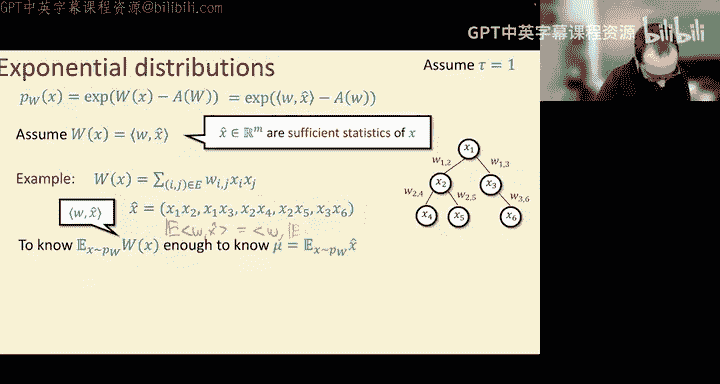 GPT中英字幕课程资源@bilibili.com
GPT中英字幕课程资源 bilibili
Exponential distributions
Assume τ = 1
p_W(x) = exp(W(x) − A(W)) = exp(⟨w, x̂⟩ − A(w))
Assume W(x) = ⟨w, x̂⟩
x̂ ∈ ℝ^m are sufficient statistics of x
Example: W(x) = ∑_{(i,j)∈E} w_{i,j}x_ix_j
⟨w, x̂⟩
x̂ = (x_1x_2, x_1x_3, x_2x_4, x_2x_5, x_3x_6)
𝔼<w,x̂> = <w, 𝔼
To know 𝔼_{x~p_W}W(x) enough to know μ = 𝔼_{x~p_W}x̂
x_1
w_{1,2} w_{1,3}
x_2 x_3
w_{2,4} w_{2,5} w_{3,6}
x_4 x_5 x_6